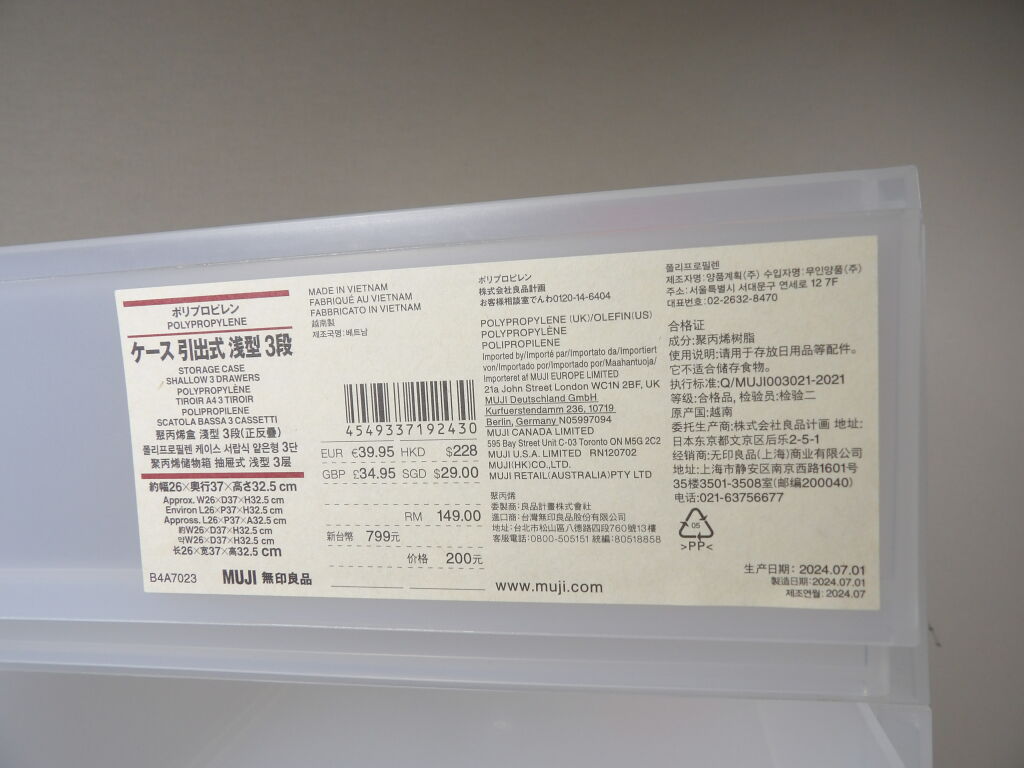 ポリプロピレン
POLYPROPYLENE
ケース 引出式 浅型 3段
STORAGE CASE
SHALLOW 3 DRAWERS
POLYPROPYLÈNE
TIROIR A4 3 TIROIR
POLIPROPILENE
SCATOLA BASSA 3 CASSETTI
聚丙烯盒 淺型 3段(正反疊)
폴리프로필렌 케이스 서랍식 얕은형 3단
聚丙烯储物箱 抽屉式 浅型 3层
約幅26×奥行37×高さ32.5 cm
Approx. W26×D37×H32.5 cm
Environ L26×P37×H32.5 cm
Appross. L26×P37×A32.5 cm
約W26×D37×H32.5 cm
약W26×D37×H32.5 cm
长26×宽37×高32.5 cm
B4A7023 MUJI 無印良品
MADE IN VIETNAM
FABRIQUÉ AU VIETNAM
FABBRICATO IN VIETNAM
越南製
제조국명:베트남
4549337192430
EUR €39.95 HKD $228
GBP £34.95 SGD $29.00
RM 149.00
新台幣 799元
价格 200元
ポリプロピレン
株式会社良品計画
お客様相談室でんわ0120-14-6404
POLYPROPYLENE (UK)/OLEFIN(US)
POLYPROPYLÈNE
POLIPROPILENE
Imported by/Importé par/Importato da/Importiert
von/Importado por/Importado por/Maahantuoja/
Importeret af MUJI EUROPE LIMITED
21a John Street London WC1N 2BF, UK
MUJI Deutschland GmbH
Kurfuerstendamm 236, 10719
Berlin, Germany N05997094
MUJI CANADA LIMITED
595 Bay Street Unit C-03 Toronto ON M5G 2C2
MUJI U.S.A. LIMITED RN120702
MUJI(HK)CO.,LTD.
MUJI RETAIL(AUSTRALIA)PTY LTD
聚丙烯
委製商:良品計畫株式會社
進口商:台灣無印良品股份有限公司
地址:台北市松山區八德路四段760號13樓
客服電話:0800-505151 統編:80518858
www.muji.com
폴리프로필렌
제조자명: 양품계획(주) 수입자명: 무인양품(주)
주소: 서울특별시 서대문구 연세로 12 7F
대표번호:02-2632-8470
合格证
成分:聚丙烯树脂
使用说明:请用于存放日用品等配件。
它不适合储存食物。
执行标准:Q/MUJI003021-2021
等级:合格品, 检验员:检验二
原产国:越南
委托生产商:株式会社良品計画 地址:
日本东京都文京区后乐2-5-1
经销商:无印良品(上海)商业有限公司
地址:上海市静安区南京西路1601号
35楼3501-3508室(邮编200040)
电话:021-63756677
05
>PP<
生产日期: 2024.07.01
製造日期:2024.07.01
제조연월: 2024.07